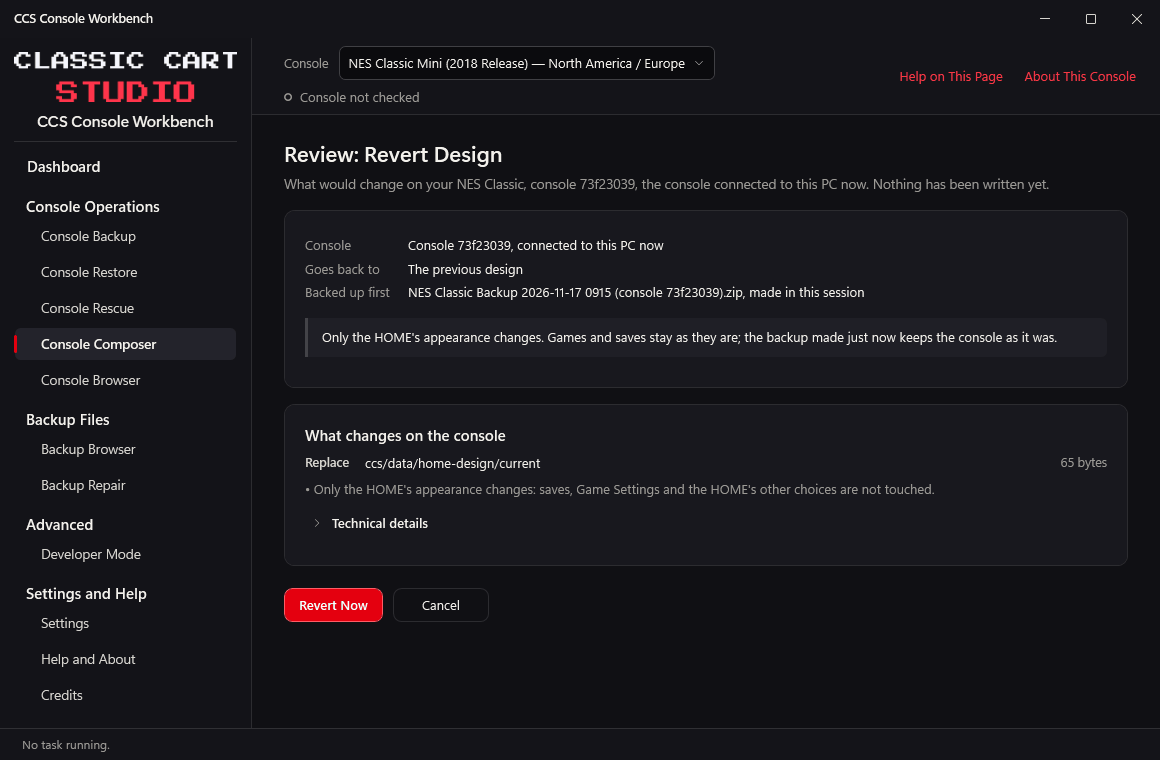 CCS Console Workbench
CLASSIC CART
STUDIO
CCS Console Workbench
Dashboard
Console Operations
Console Backup
Console Restore
Console Rescue
Console Composer
Console Browser
Backup Files
Backup Browser
Backup Repair
Advanced
Developer Mode
Settings and Help
Settings
Help and About
Credits
Console NES Classic Mini (2018 Release) — North America / Europe
Console not checked
Help on This Page About This Console
Review: Revert Design
What would change on your NES Classic, console 73f23039, the console connected to this PC now. Nothing has been written yet.
Console Console 73f23039, connected to this PC now
Goes back to The previous design
Backed up first NES Classic Backup 2026-11-17 0915 (console 73f23039).zip, made in this session
Only the HOME's appearance changes. Games and saves stay as they are; the backup made just now keeps the console as it was.
What changes on the console
Replace ccs/data/home-design/current 65 bytes
• Only the HOME's appearance changes: saves, Game Settings and the HOME's other choices are not touched.
Technical details
Revert Now Cancel
No task running.